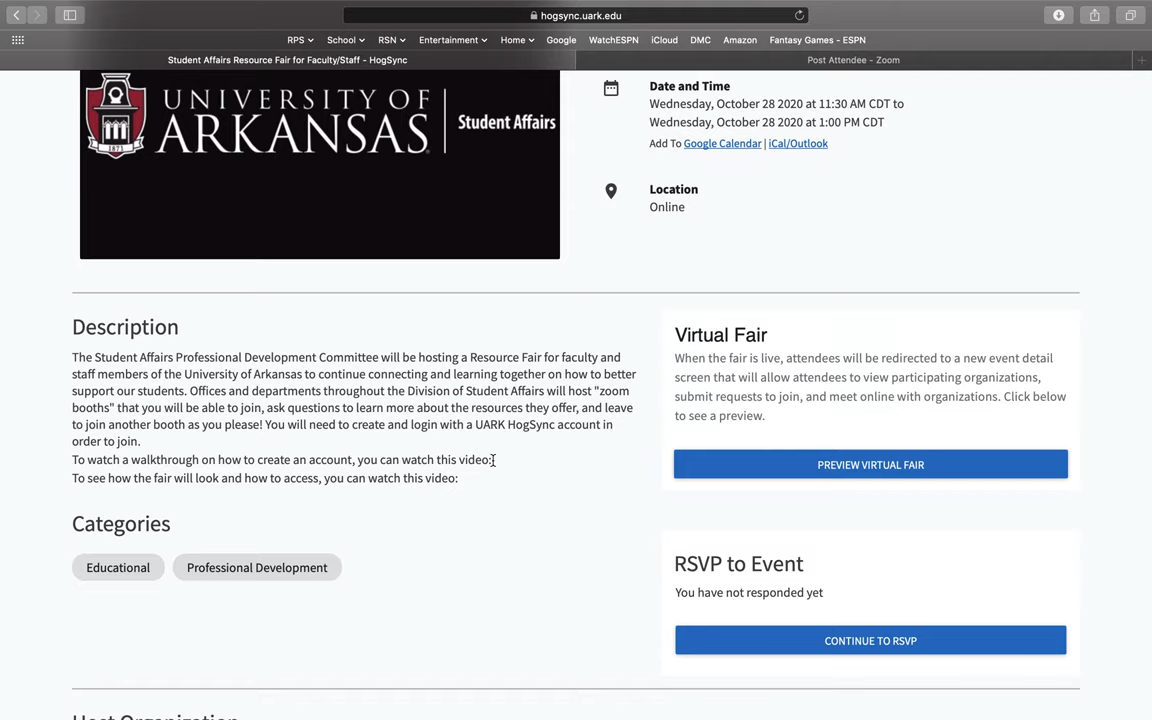 hogsync.uark.edu
RPS School RSN Entertainment Home Google WatchESPN iCloud DMC Amazon Fantasy Games - ESPN
Student Affairs Resource Fair for Faculty/Staff - HogSync
Post Attendee - Zoom
UNIVERSITY OF
ARKANSAS
Student Affairs
1871
Date and Time
Wednesday, October 28 2020 at 11:30 AM CDT to
Wednesday, October 28 2020 at 1:00 PM CDT
Add To Google Calendar | iCal/Outlook
Location
Online
Description
The Student Affairs Professional Development Committee will be hosting a Resource Fair for faculty and
staff members of the University of Arkansas to continue connecting and learning together on how to better
support our students. Offices and departments throughout the Division of Student Affairs will host "zoom
booths" that you will be able to join, ask questions to learn more about the resources they offer, and leave
to join another booth as you please! You will need to create and login with a UARK HogSync account in
order to join.
To watch a walkthrough on how to create an account, you can watch this video:
To see how the fair will look and how to access, you can watch this video:
Categories
Educational
Professional Development
Virtual Fair
When the fair is live, attendees will be redirected to a new event detail
screen that will allow attendees to view participating organizations,
submit requests to join, and meet online with organizations. Click below
to see a preview.
PREVIEW VIRTUAL FAIR
RSVP to Event
You have not responded yet
CONTINUE TO RSVP
Host Organization